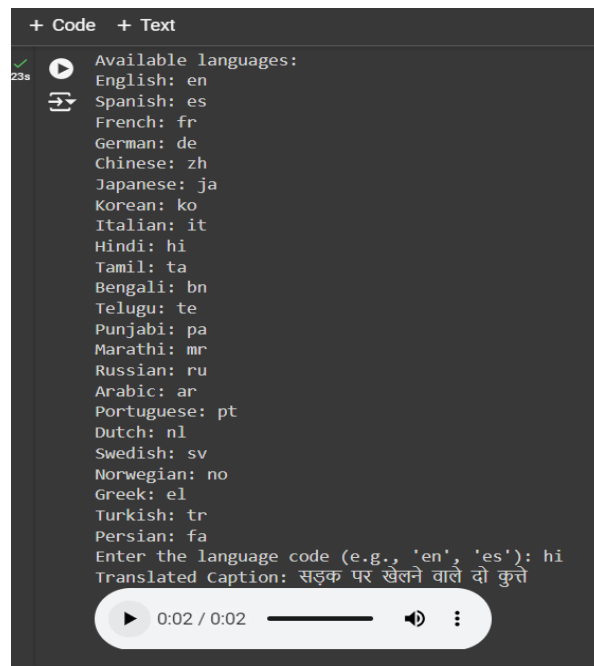 + Code + Text
23s
Available languages:
English: en
Spanish: es
French: fr
German: de
Chinese: zh
Japanese: ja
Korean: ko
Italian: it
Hindi: hi
Tamil: ta
Bengali: bn
Telugu: te
Punjabi: pa
Marathi: mr
Russian: ru
Arabic: ar
Portuguese: pt
Dutch: nl
Swedish: sv
Norwegian: no
Greek: el
Turkish: tr
Persian: fa
Enter the language code (e.g., 'en', 'es'): hi
Translated Caption: सड़क पर खेलने वाले दो कुत्ते
0:02 / 0:02